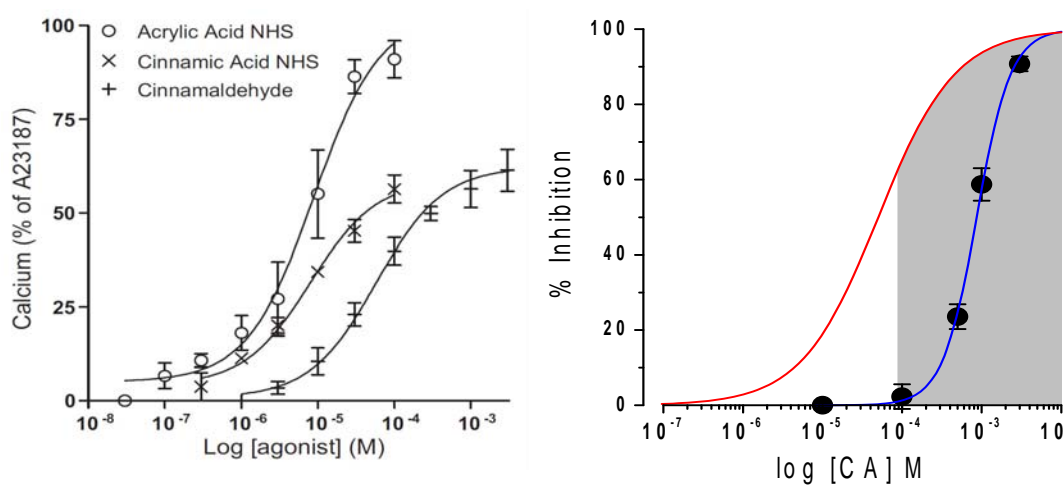 100
75
50
25
0
Calcium (% of A23187)
Acrylic Acid NHS
Cinnamic Acid NHS
Cinnamaldehyde
10-8 10-7 10-6 10-5 10-4 10-3
Log [agonist] (M)
100
80
60
40
20
0
% Inhibition
10-7 10-6 10-5 10-4 10-3 10
log [CA] M